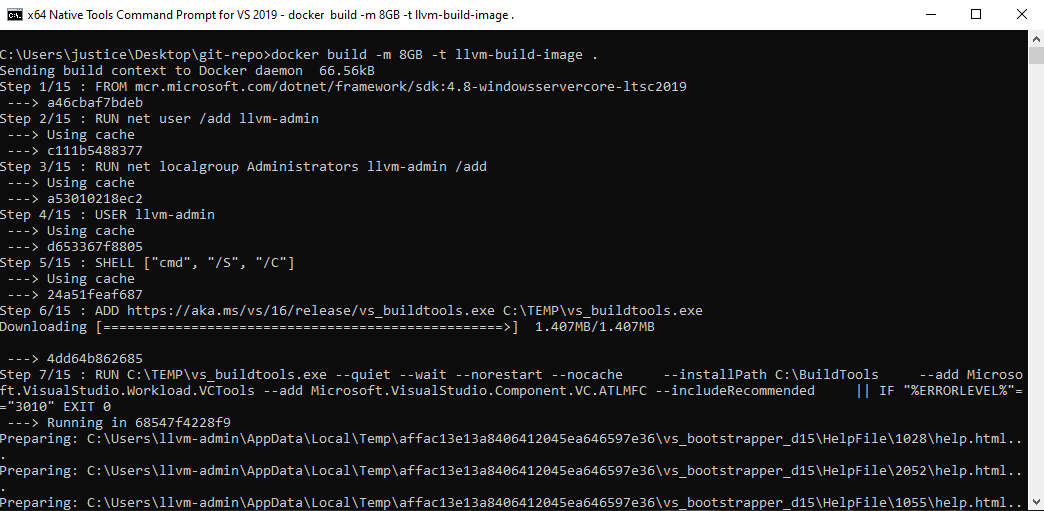 x64 Native Tools Command Prompt for VS 2019 - docker  build -m 8GB -t llvm-build-image .
C:\Users\justice\Desktop\git-repo>docker build -m 8GB -t llvm-build-image .
Sending build context to Docker daemon  66.56kB
Step 1/15 : FROM mcr.microsoft.com/dotnet/framework/sdk:4.8-windowsservercore-ltsc2019
 ---> a46cbaf7bdeb
Step 2/15 : RUN net user /add llvm-admin
 ---> Using cache
 ---> c111b5488377
Step 3/15 : RUN net localgroup Administrators llvm-admin /add
 ---> Using cache
 ---> a53010218ec2
Step 4/15 : USER llvm-admin
 ---> Using cache
 ---> d653367f8805
Step 5/15 : SHELL ["cmd", "/S", "/C"]
 ---> Using cache
 ---> 24a51feaf687
Step 6/15 : ADD https://aka.ms/vs/16/release/vs_buildtools.exe C:\TEMP\vs_buildtools.exe
Downloading [==================================================>]  1.407MB/1.407MB
 ---> 4dd64b862685
Step 7/15 : RUN C:\TEMP\vs_buildtools.exe --quiet --wait --norestart --nocache     --installPath C:\BuildTools     --add Microso
ft.VisualStudio.Workload.VCTools --add Microsoft.VisualStudio.Component.VC.ATLMFC --includeRecommended     || IF "%ERRORLEVEL%"=
="3010" EXIT 0
 ---> Running in 68547f4228f9
Preparing: C:\Users\llvm-admin\AppData\Local\Temp\affac13e13a8406412045ea646597e36\vs_bootstrapper_d15\HelpFile\1028\help.html..
.
Preparing: C:\Users\llvm-admin\AppData\Local\Temp\affac13e13a8406412045ea646597e36\vs_bootstrapper_d15\HelpFile\2052\help.html..
.
Preparing: C:\Users\llvm-admin\AppData\Local\Temp\affac13e13a8406412045ea646597e36\vs_bootstrapper_d15\HelpFile\1055\help.html..